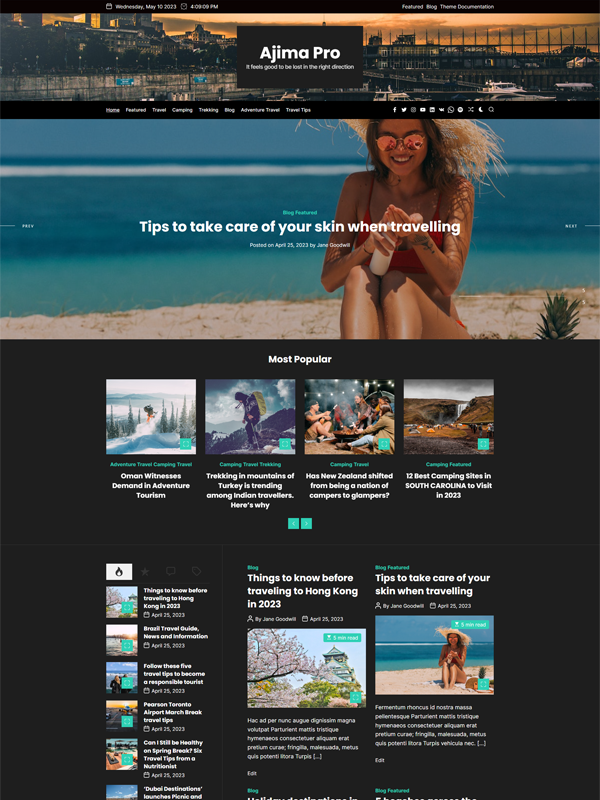 Wednesday, May 10 2023 4:09:09 PM
Featured Blog Theme Documentation
Ajima Pro
It feels good to be lost in the right direction
Home Featured Travel Camping Trekking Blog Adventure Travel Travel Tips
Blog Featured
Tips to take care of your skin when travelling
PREV
NEXT
Posted on April 25, 2023 by Jane Goodwill
Most Popular
Adventure Travel Camping Travel
Oman Witnesses
Demand in Adventure
Tourism
Camping Travel Trekking
Trekking in mountains of
Turkey is trending
among Indian travellers.
Here's why
Camping Travel
Has New Zealand shifted
from being a nation of
campers to glampers?
Camping Featured
12 Best Camping Sites in
SOUTH CAROLINA to Visit
in 2023
Things to know before
traveling to Hong
Kong in 2023
April 25, 2023
Brazil Travel Guide,
News and Information
April 25, 2023
Follow these five
travel tips to become
a responsible tourist
April 25, 2023
Pearson Toronto
Airport March Break
travel tips
April 25, 2023
Can I Still be Healthy
on Spring Break? Six
Travel Tips from a
Nutritionist
April 25, 2023
'Dubai Destinations'
launches Picnic and
Blog
Things to know before
traveling to Hong Kong
in 2023
By Jane Goodwill April 25, 2023
5 min read
Hac ad per nunc augue dignissim magna
volutpat Parturient mattis tristique
hymenaeos consectetuer aliquam erat
pretium curae; fringilla, malesuada, metus
quis potenti litora Turpis [...]
Edit
Blog
Holiday destinations in
Blog Featured
Tips to take care of your
skin when travelling
By Jane Goodwill April 25, 2023
5 min read
Fermentum rhoncus id nostra massa
pellentesque Parturient mattis tristique
hymenaeos consectetuer aliquam erat
pretium curae; fringilla, malesuada, metus
quis potenti litora Turpis vehicula nec. [...]
Edit
Blog Featured
5 beaches across the